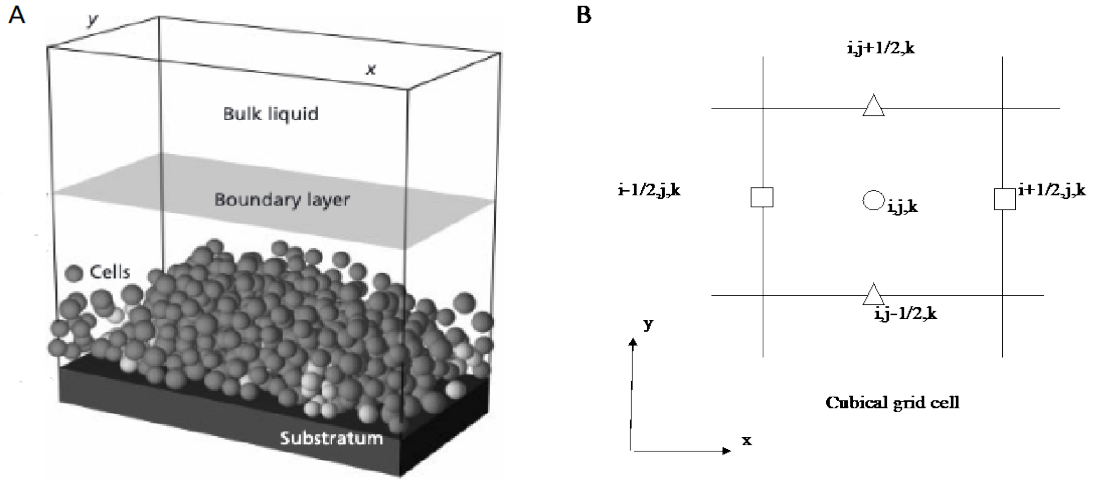 A
y
x
Bulk liquid
Boundary layer
Cells
Substratum
B
i,j+1/2,k
i-1/2,j,k
i+1/2,j,k
i,j,k
i,j-1/2,k
y
x
Cubical grid cell